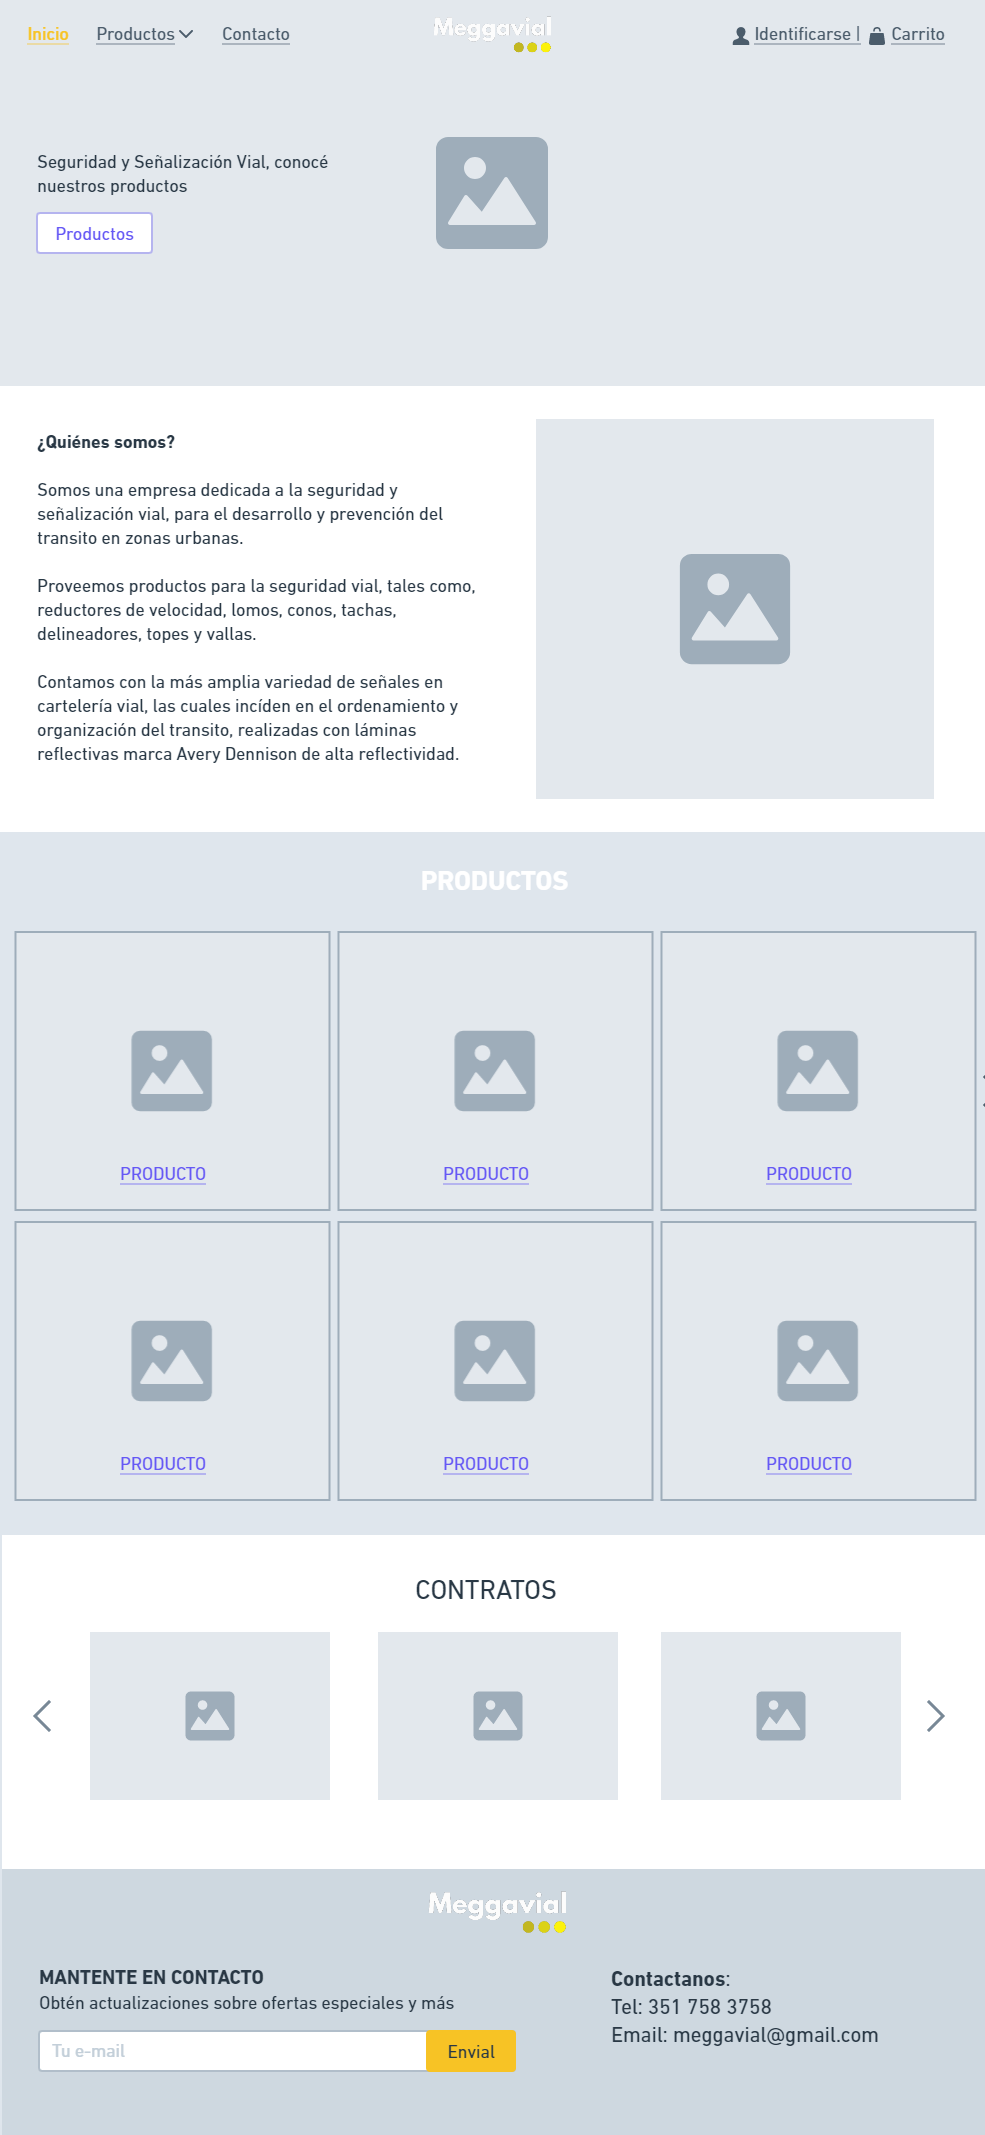 Inicio Productos Contacto Meggavial Identificarse | Carrito
Seguridad y Señalización Vial, conocé
nuestros productos
Productos
¿Quiénes somos?
Somos una empresa dedicada a la seguridad y
señalización vial, para el desarrollo y prevención del
transito en zonas urbanas.
Proveemos productos para la seguridad vial, tales como,
reductores de velocidad, lomos, conos, tachas,
delineadores, topes y vallas.
Contamos con la más amplia variedad de señales en
cartelería vial, las cuales incíden en el ordenamiento y
organización del transito, realizadas con láminas
reflectivas marca Avery Dennison de alta reflectividad.
PRODUCTOS
PRODUCTO PRODUCTO PRODUCTO
PRODUCTO PRODUCTO PRODUCTO
CONTRATOS
Meggavial
MANTENTE EN CONTACTO
Obtén actualizaciones sobre ofertas especiales y más
Tu e-mail Envial
Contactanos:
Tel: 351 758 3758
Email: meggavial@gmail.com